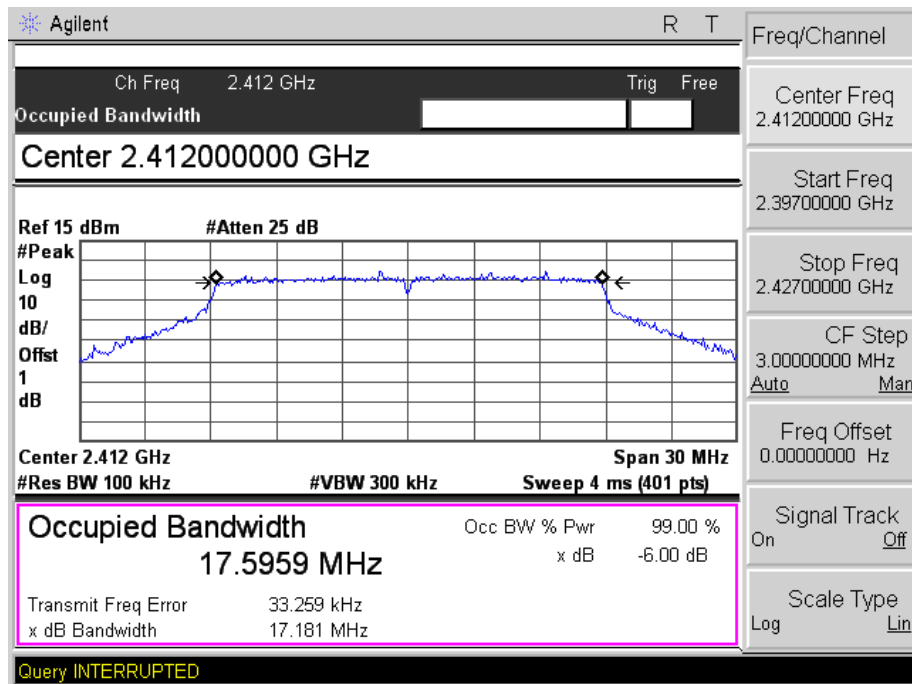 Agilent R T
Ch Freq 2.412 GHz Trig Free
Occupied Bandwidth
Center 2.412000000 GHz
Ref 15 dBm #Atten 25 dB
#Peak
Log
10
dB/
Offst
1
dB
Center 2.412 GHz Span 30 MHz
#Res BW 100 kHz #VBW 300 kHz Sweep 4 ms (401 pts)
Occupied Bandwidth
17.5959 MHz
Occ BW % Pwr 99.00 %
x dB -6.00 dB
Transmit Freq Error 33.259 kHz
x dB Bandwidth 17.181 MHz
Query INTERRUPTED
Freq/Channel
Center Freq
2.41200000 GHz
Start Freq
2.39700000 GHz
Stop Freq
2.42700000 GHz
CF Step
3.00000000 MHz
Auto Man
Freq Offset
0.00000000 Hz
Signal Track
On Off
Scale Type
Log Lin